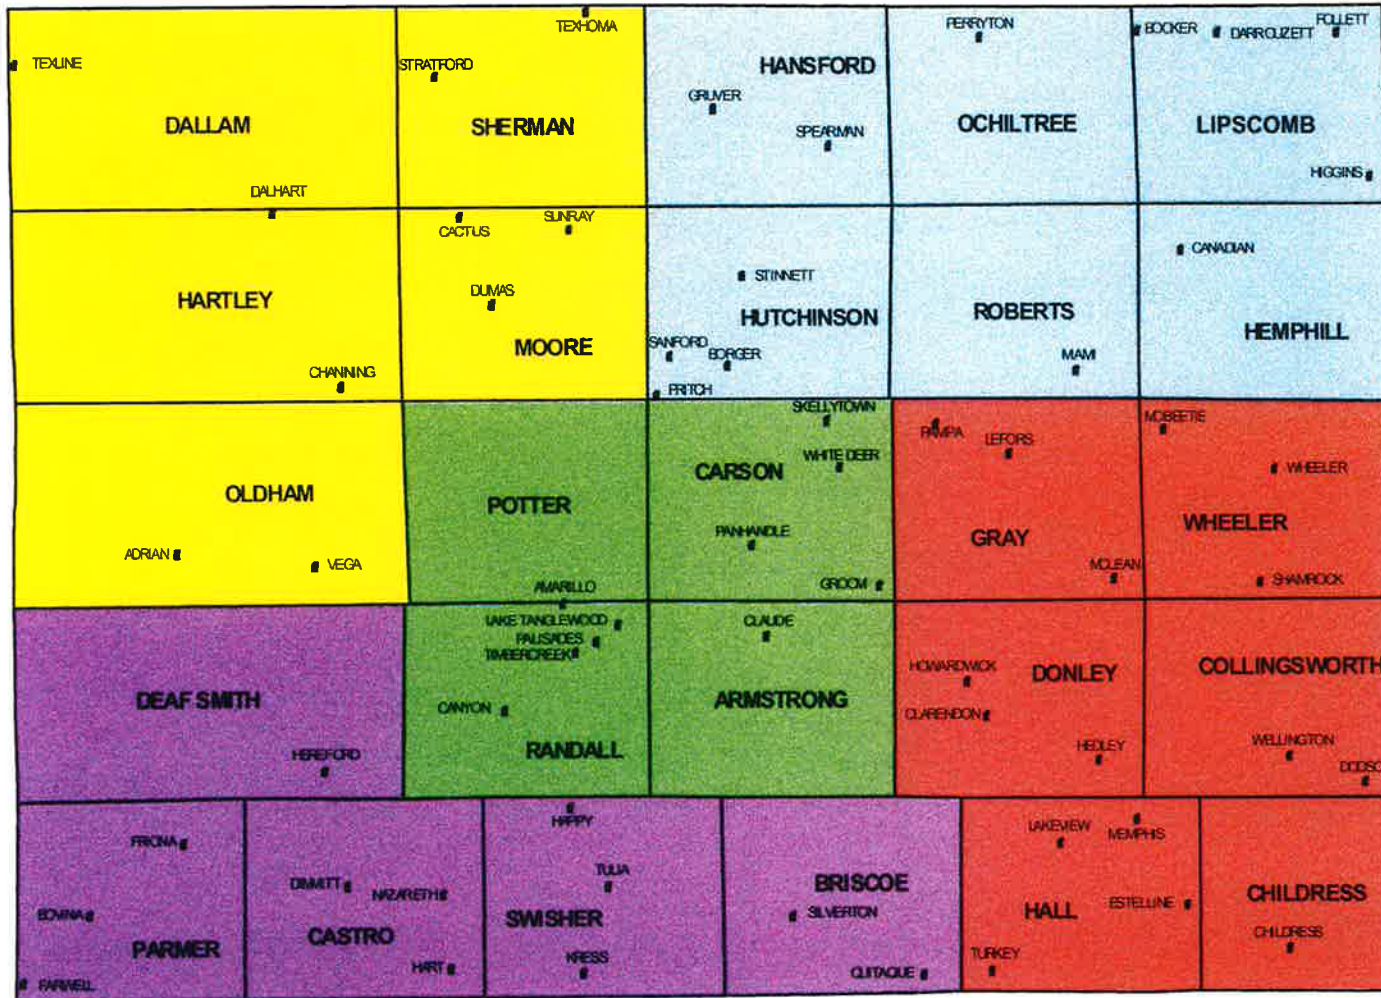 TEXHOMA
PERRYTON
BOOKER
DARROUZETT
FOLLETT
TEXLINE
STRATFORD
HANSFORD
GRUVER
DALLAM
SHERMAN
SPEARMAN
OCHILTREE
LIPSCOMB
HIGGINS
DALHART
CACTUS
SUNRAY
CANADIAN
STINNETT
HARTLEY
DUMAS
HUTCHINSON
ROBERTS
HEMPHILL
MOORE
SANFORD
BORGER
MIAMI
CHANNING
FRITCH
SKELLYTOWN
PAMPA
LEFORS
MOBEETIE
WHITE DEER
CARSON
WHEELER
OLDHAM
POTTER
WHEELER
PANHANDLE
GRAY
ADRIAN
VEGA
AMARILLO
GROOM
MCLEAN
SHAMROCK
LAKE TANGLEWOOD
CLAUDE
PALISADES
TIMBERCREEK
HOWARDWICK
DONLEY
COLLINGSWORTH
DEAF SMITH
CANYON
ARMSTRONG
CLARENDON
HEREFORD
RANDALL
HEDLEY
WELLINGTON
DODSO
HAPPY
LAKEVIEW
MEMPHIS
FRIONA
DIMMITT
NAZARETH
TULIA
BRISCOE
CHILDRESS
BOVINA
SWISHER
SILVERTON
HALL
ESTELLINE
PARMER
CASTRO
CHILDRESS
HART
KRESS
QUITAQUE
TURKEY
FARWELL